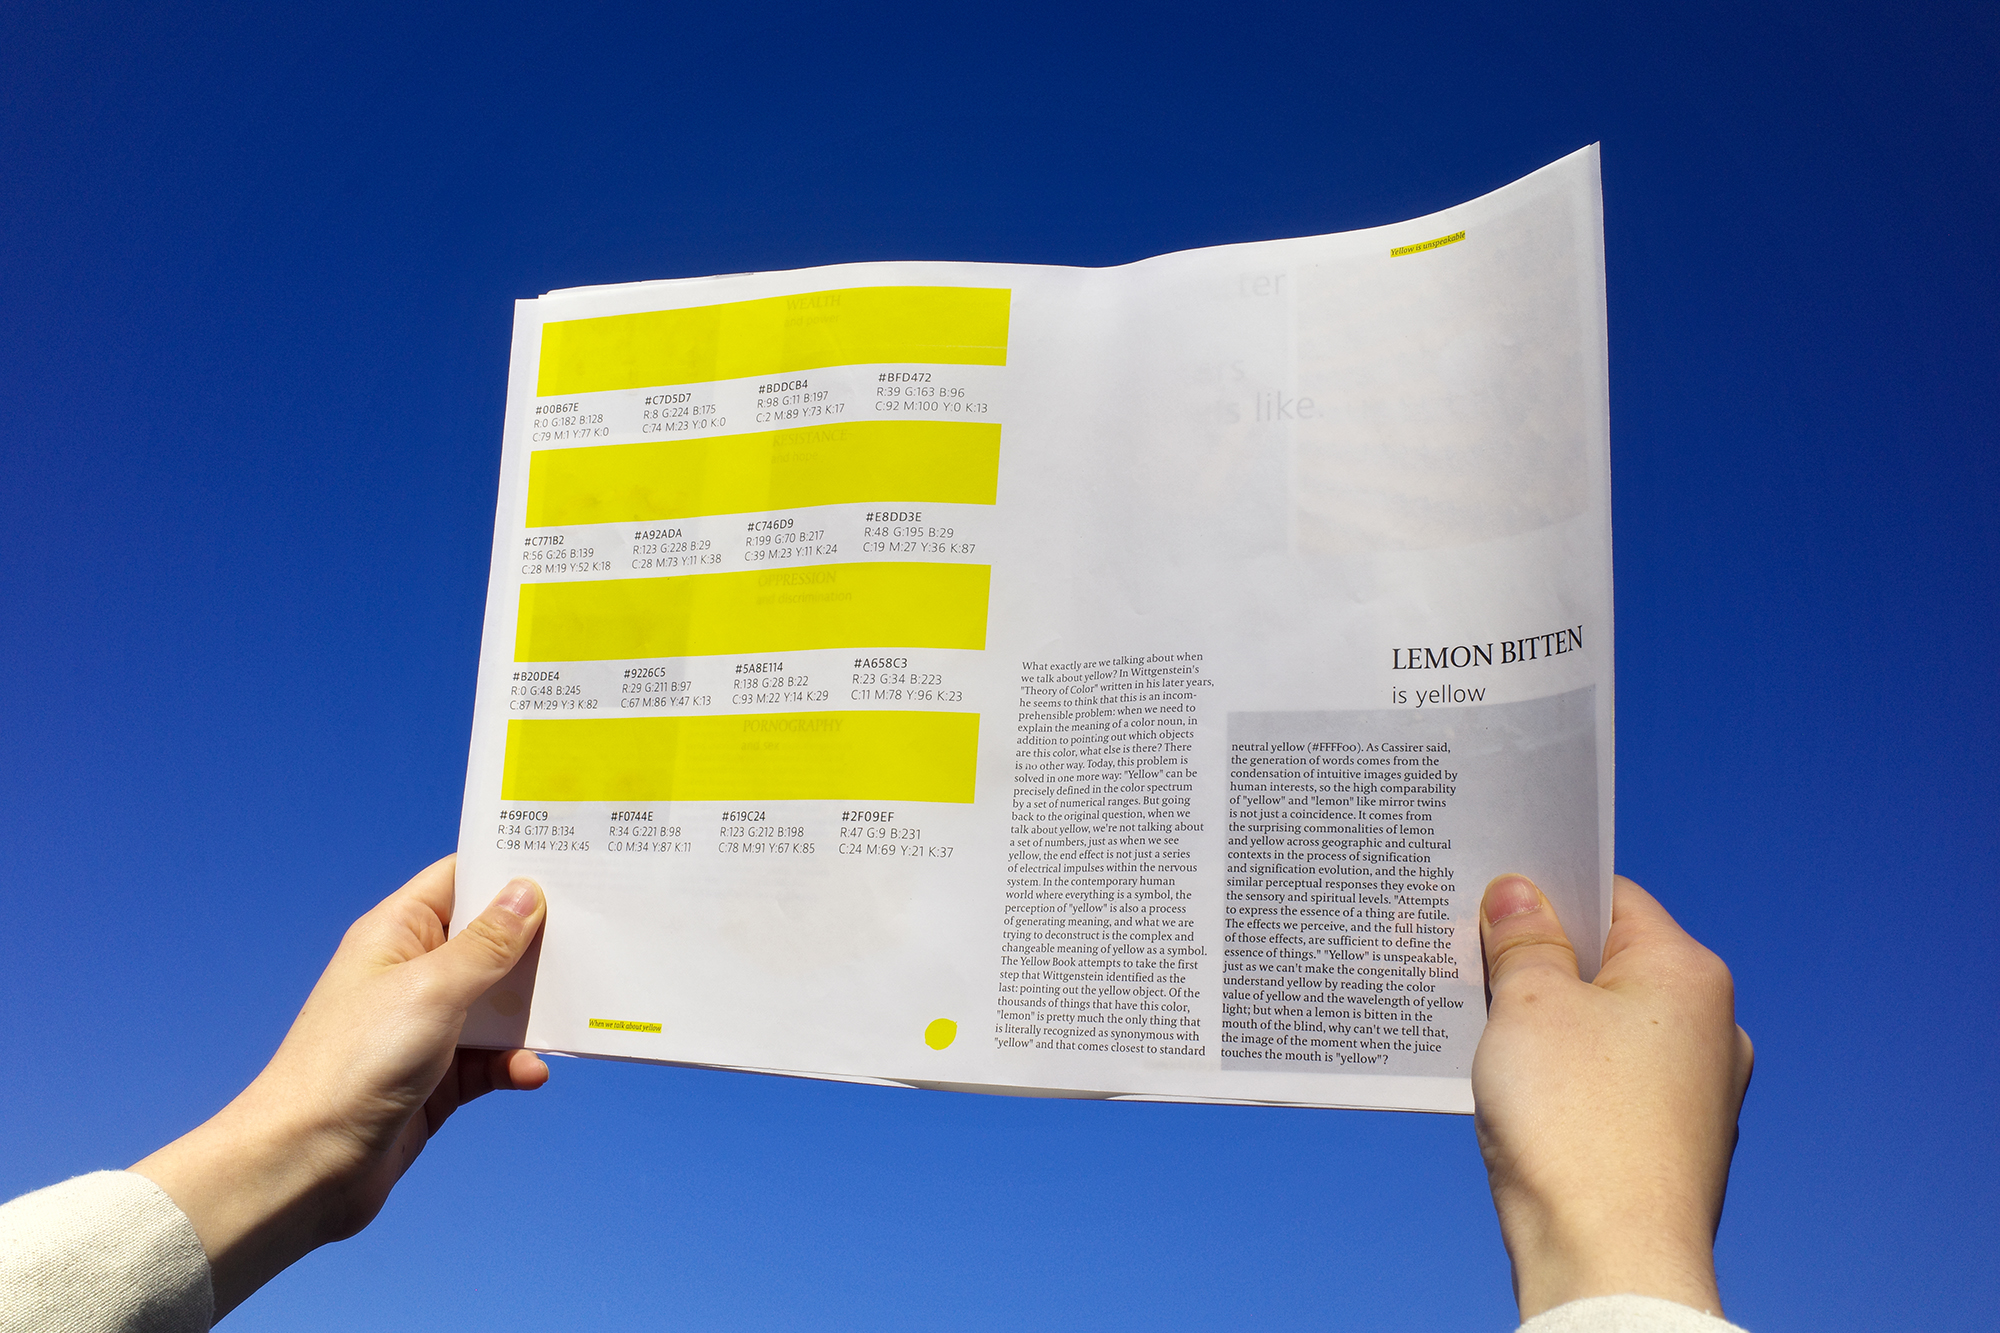 WEALTH
and power
#00B67E
R:0 G:182 B:128
C:79 M:1 Y:77 K:0
#C7D5D7
R:8 G:224 B:175
C:74 M:23 Y:0 K:0
#BDDCB4
R:98 G:11 B:197
C:2 M:89 Y:73 K:17
#BFD472
R:39 G:163 B:96
C:92 M:100 Y:0 K:13
RESISTANCE
and hope
#C771B2
R:56 G:26 B:139
C:28 M:19 Y:52 K:18
#A92ADA
R:123 G:228 B:29
C:28 M:73 Y:11 K:38
#C746D9
R:199 G:70 B:217
C:39 M:23 Y:11 K:24
#E8DD3E
R:48 G:195 B:29
C:19 M:27 Y:36 K:87
OPPRESSION
and discrimination
#B20DE4
R:0 G:48 B:245
C:87 M:29 Y:3 K:82
#9226C5
R:29 G:211 B:97
C:67 M:86 Y:47 K:13
#5A8E114
R:138 G:28 B:22
C:93 M:22 Y:14 K:29
#A658C3
R:23 G:34 B:223
C:11 M:78 Y:96 K:23
PORNOGRAPHY
and sex
#69F0C9
R:34 G:177 B:134
C:98 M:14 Y:23 K:45
#F0744E
R:34 G:221 B:98
C:0 M:34 Y:87 K:11
#619C24
R:123 G:212 B:198
C:78 M:91 Y:67 K:85
#2F09EF
R:47 G:9 B:231
C:24 M:69 Y:21 K:37
When we talk about yellow
Yellow is unspeakable
ter
rs
s like.
LEMON BITTEN
is yellow
What exactly are we talking about when
we talk about yellow? In Wittgenstein's
"Theory of Color" written in his later years,
he seems to think that this is an incom-
prehensible problem: when we need to
explain the meaning of a color noun, in
addition to pointing out which objects
are this color, what else is there? There
is no other way. Today, this problem is
solved in one more way: "Yellow" can be
precisely defined in the color spectrum
by a set of numerical ranges. But going
back to the original question, when we
talk about yellow, we're not talking about
a set of numbers, just as when we see
yellow, the end effect is not just a series
of electrical impulses within the nervous
system. In the contemporary human
world where everything is a symbol, the
perception of "yellow" is also a process
of generating meaning, and what we are
trying to deconstruct is the complex and
changeable meaning of yellow as a symbol.
The Yellow Book attempts to take the first
step that Wittgenstein identified as the
last: pointing out the yellow object. Of the
thousands of things that have this color,
"lemon" is pretty much the only thing that
is literally recognized as synonymous with
"yellow" and that comes closest to standard
neutral yellow (#FFFF00). As Cassirer said,
the generation of words comes from the
condensation of intuitive images guided by
human interests, so the high comparability
of "yellow" and "lemon" like mirror twins
is not just a coincidence. It comes from
the surprising commonalities of lemon
and yellow across geographic and cultural
contexts in the process of signification
and signification evolution, and the highly
similar perceptual responses they evoke on
the sensory and spiritual levels. "Attempts
to express the essence of a thing are futile.
The effects we perceive, and the full history
of those effects, are sufficient to define the
essence of things." "Yellow" is unspeakable,
just as we can't make the congenitally blind
understand yellow by reading the color
value of yellow and the wavelength of yellow
light; but when a lemon is bitten in the
mouth of the blind, why can't we tell that,
the image of the moment when the juice
touches the mouth is "yellow"?